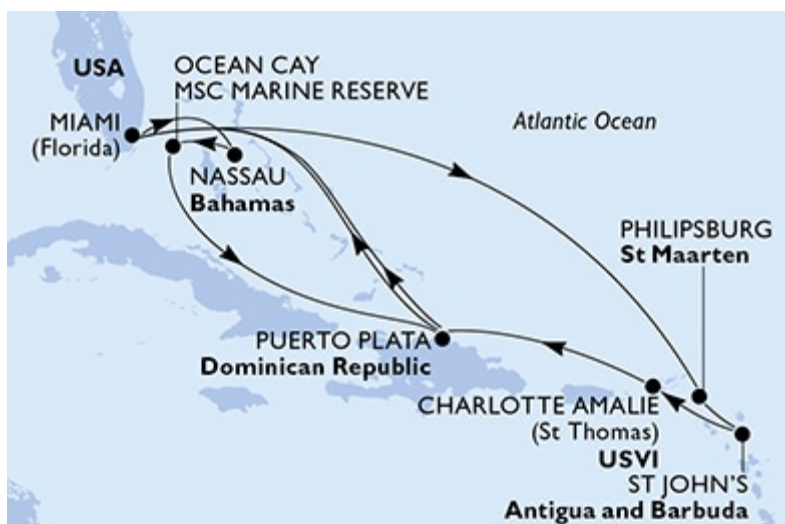 USA
OCEAN CAY
MSC MARINE RESERVE
MIAMI
(Florida)
Atlantic Ocean
NASSAU
Bahamas
PHILIPSBURG
St Maarten
PUERTO PLATA
Dominican Republic
CHARLOTTE AMALIE
(St Thomas)
USVI
ST JOHN'S
Antigua and Barbuda